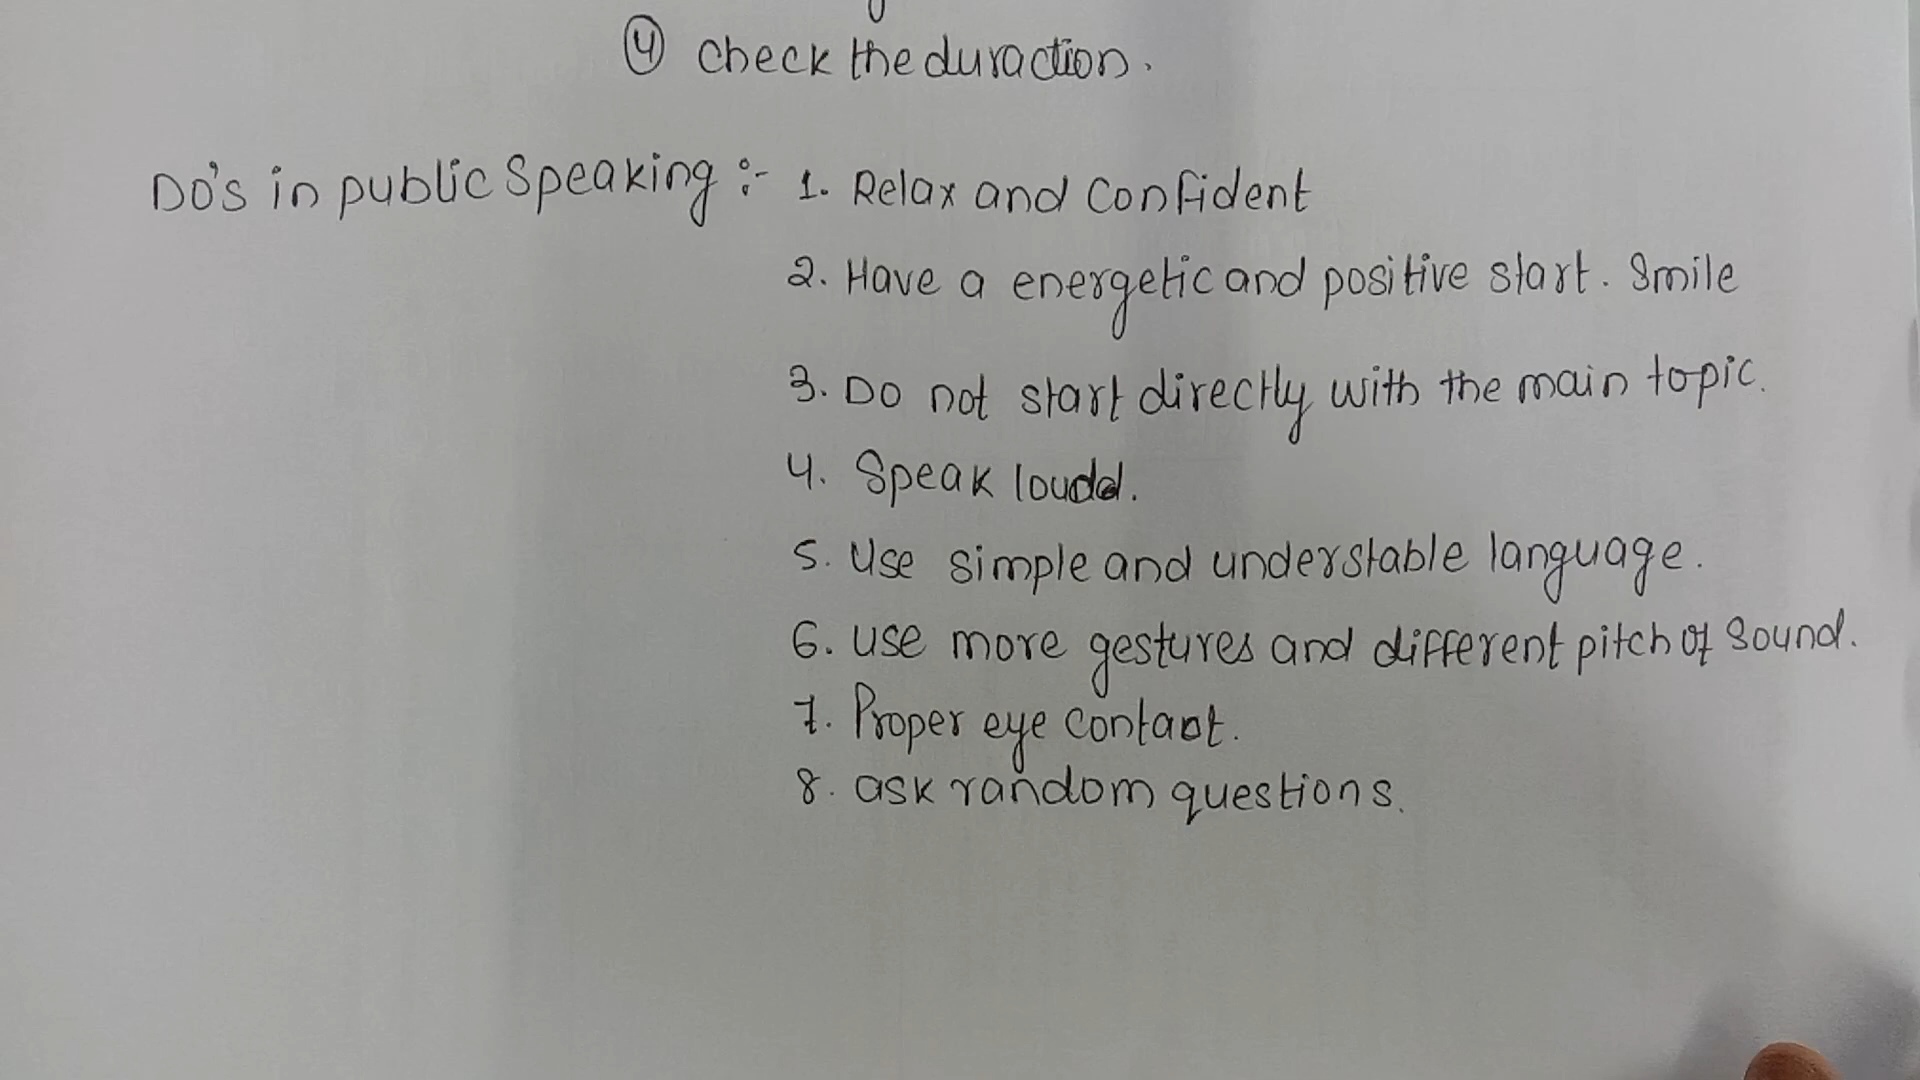 ④ Check the duraction.
Do's in public Speaking :- 1. Relax and Confident
2. Have a energetic and positive start. Smile
3. Do not start directly with the main topic.
4. Speak loud.
5. Use simple and understable language.
6. use more gestures and different pitch of Sound.
7. Proper eye contact.
8. ask random questions.